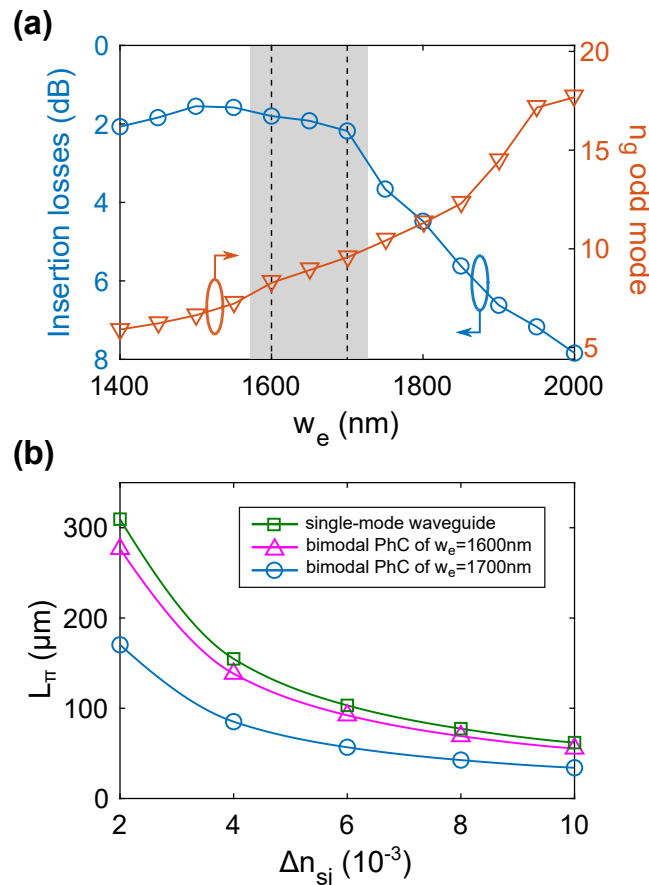 (a)
0
2
4
6
8
Insertion losses (dB)
20
15
10
5
n_g odd mode
1400
1600
1800
2000
w_e (nm)
(b)
300
200
100
0
L_π (μm)
single-mode waveguide
bimodal PhC of w_e=1600nm
bimodal PhC of w_e=1700nm
2
4
6
8
10
Δn_si (10⁻³)